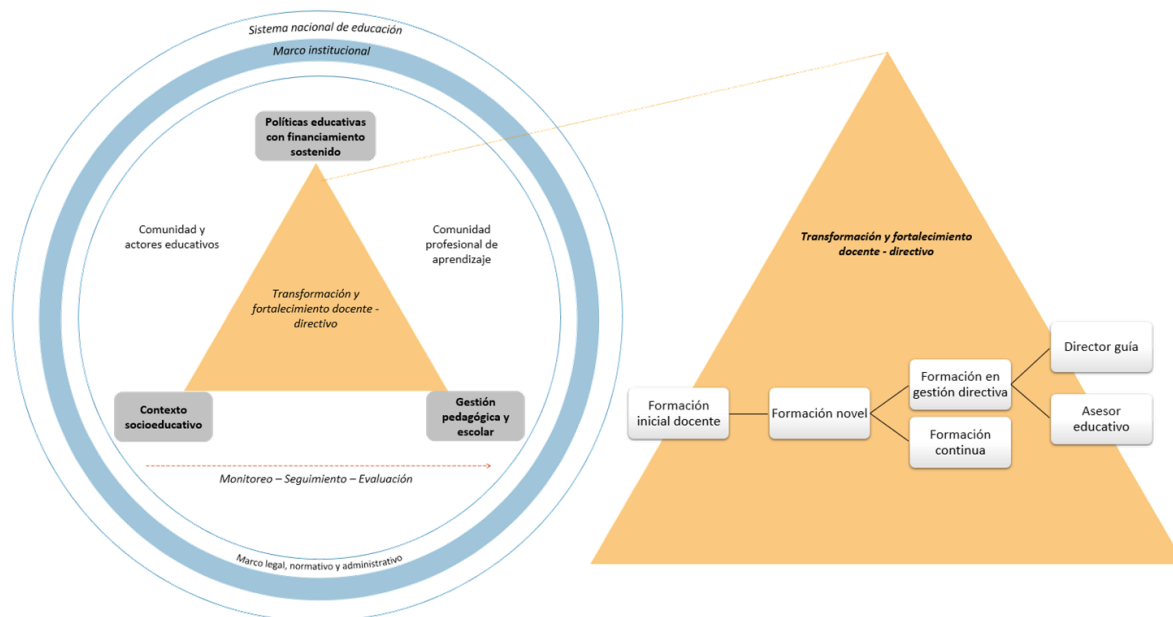 Sistema nacional de educación
Marco institucional
Políticas educativas
con financiamiento
sostenido
Comunidad y
actores educativos
Comunidad
profesional de
aprendizaje
Transformación y
fortalecimiento docente -
directivo
Contexto
socioeducativo
Gestión
pedagógica y
escolar
Monitoreo – Seguimiento – Evaluación
Marco legal, normativo y administrativo
Transformación y fortalecimiento
docente - directivo
Formación
inicial docente
Formación novel
Formación en
gestión directiva
Formación
continua
Director guía
Asesor
educativo